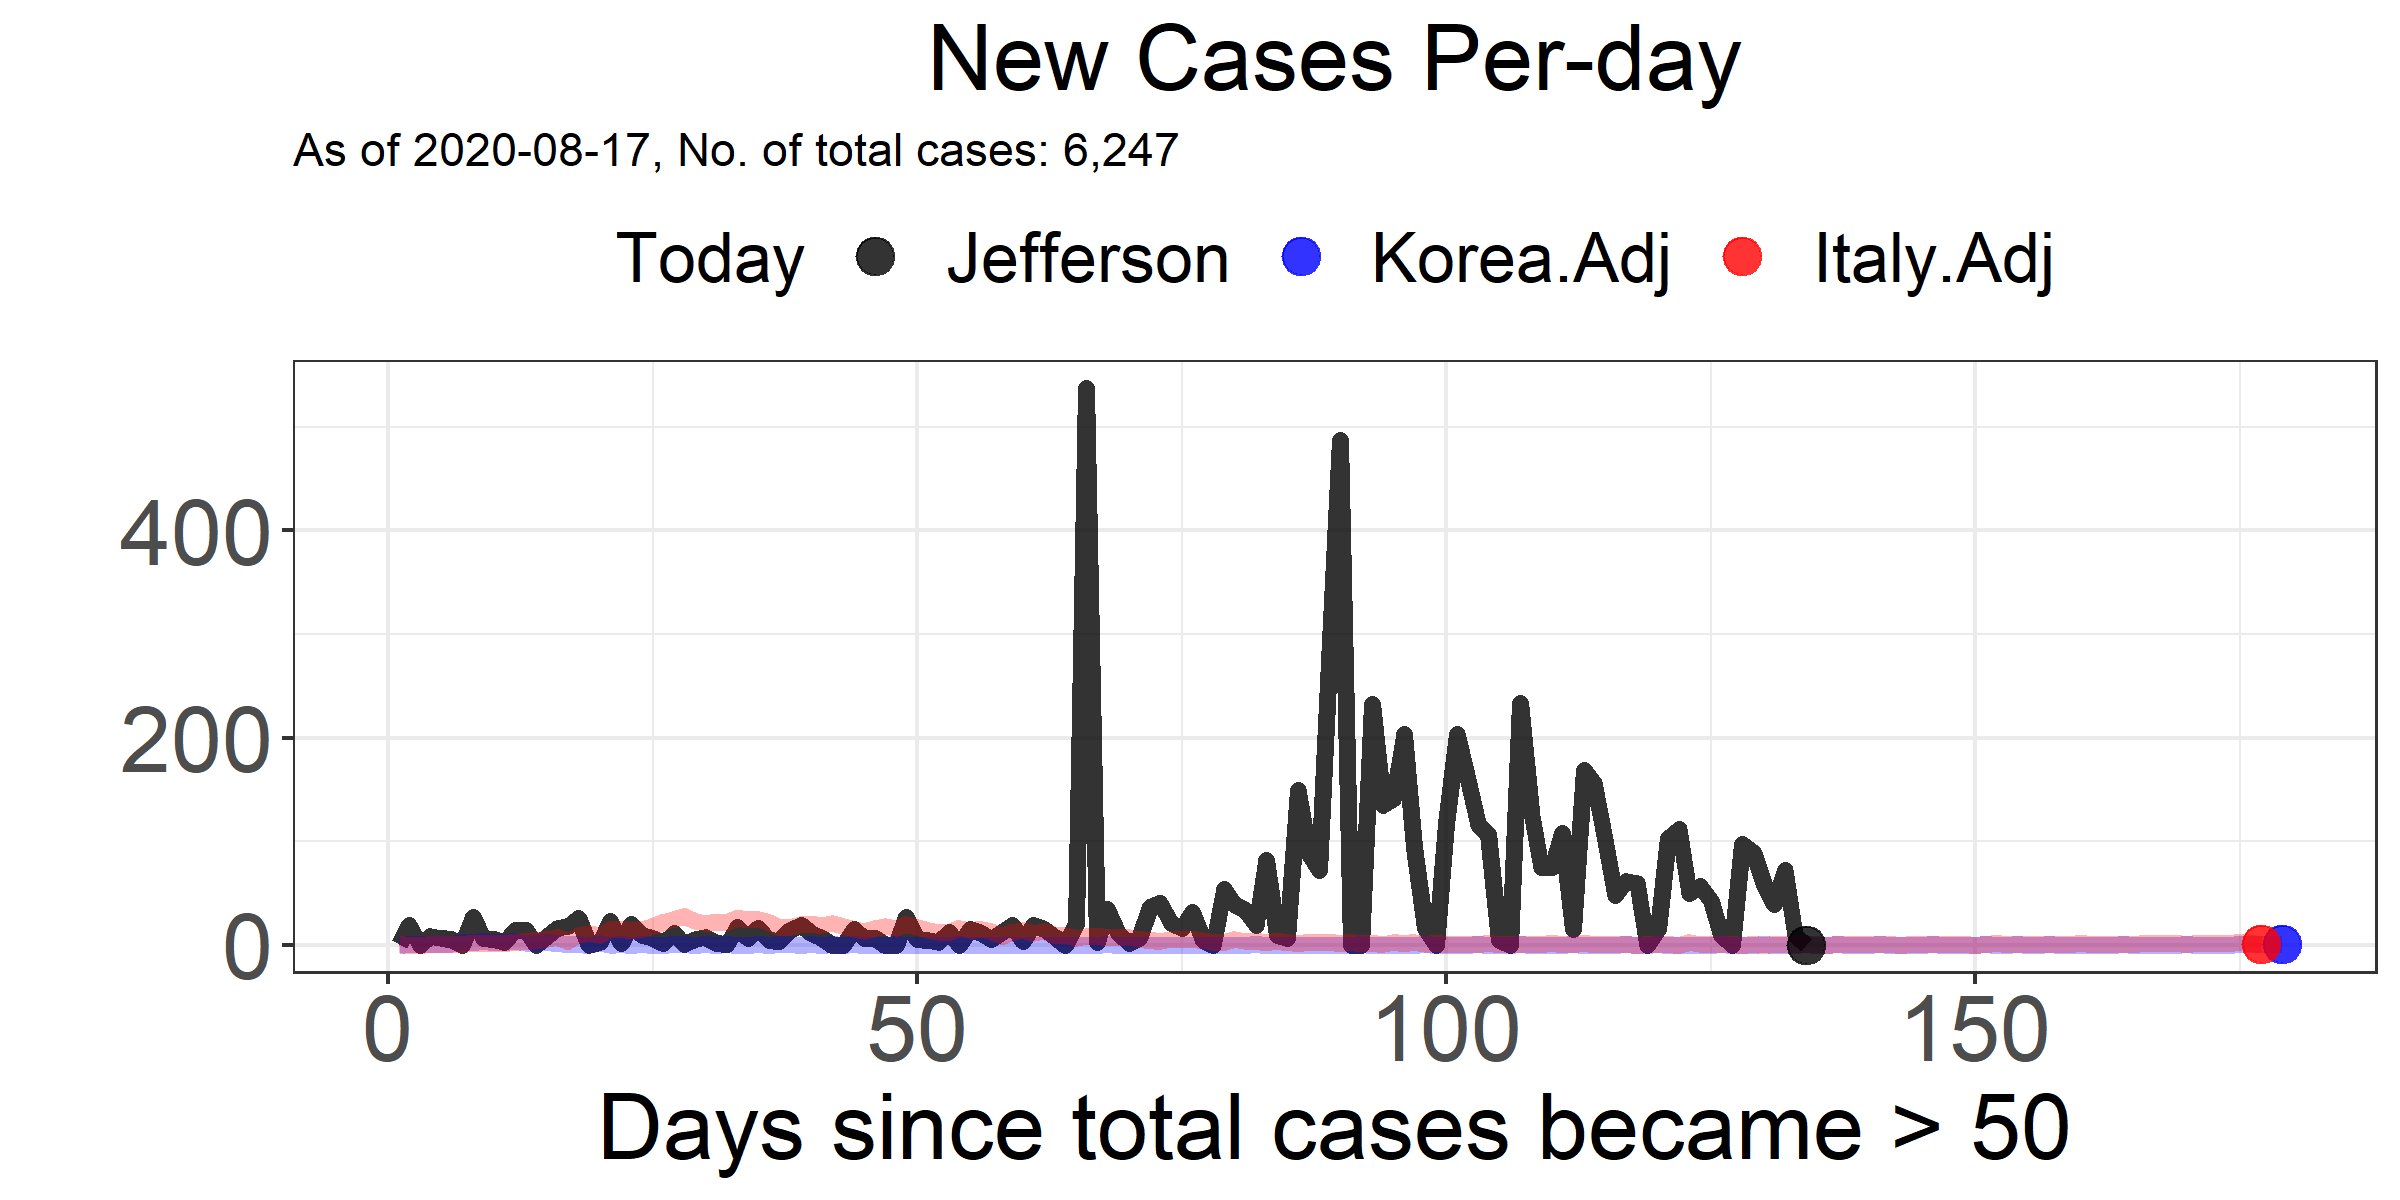 New Cases Per-day
As of 2020-08-17, No. of total cases: 6,247
Today Jefferson Korea.Adj Italy.Adj
400
200
0
0 50 100 150
Days since total cases became > 50